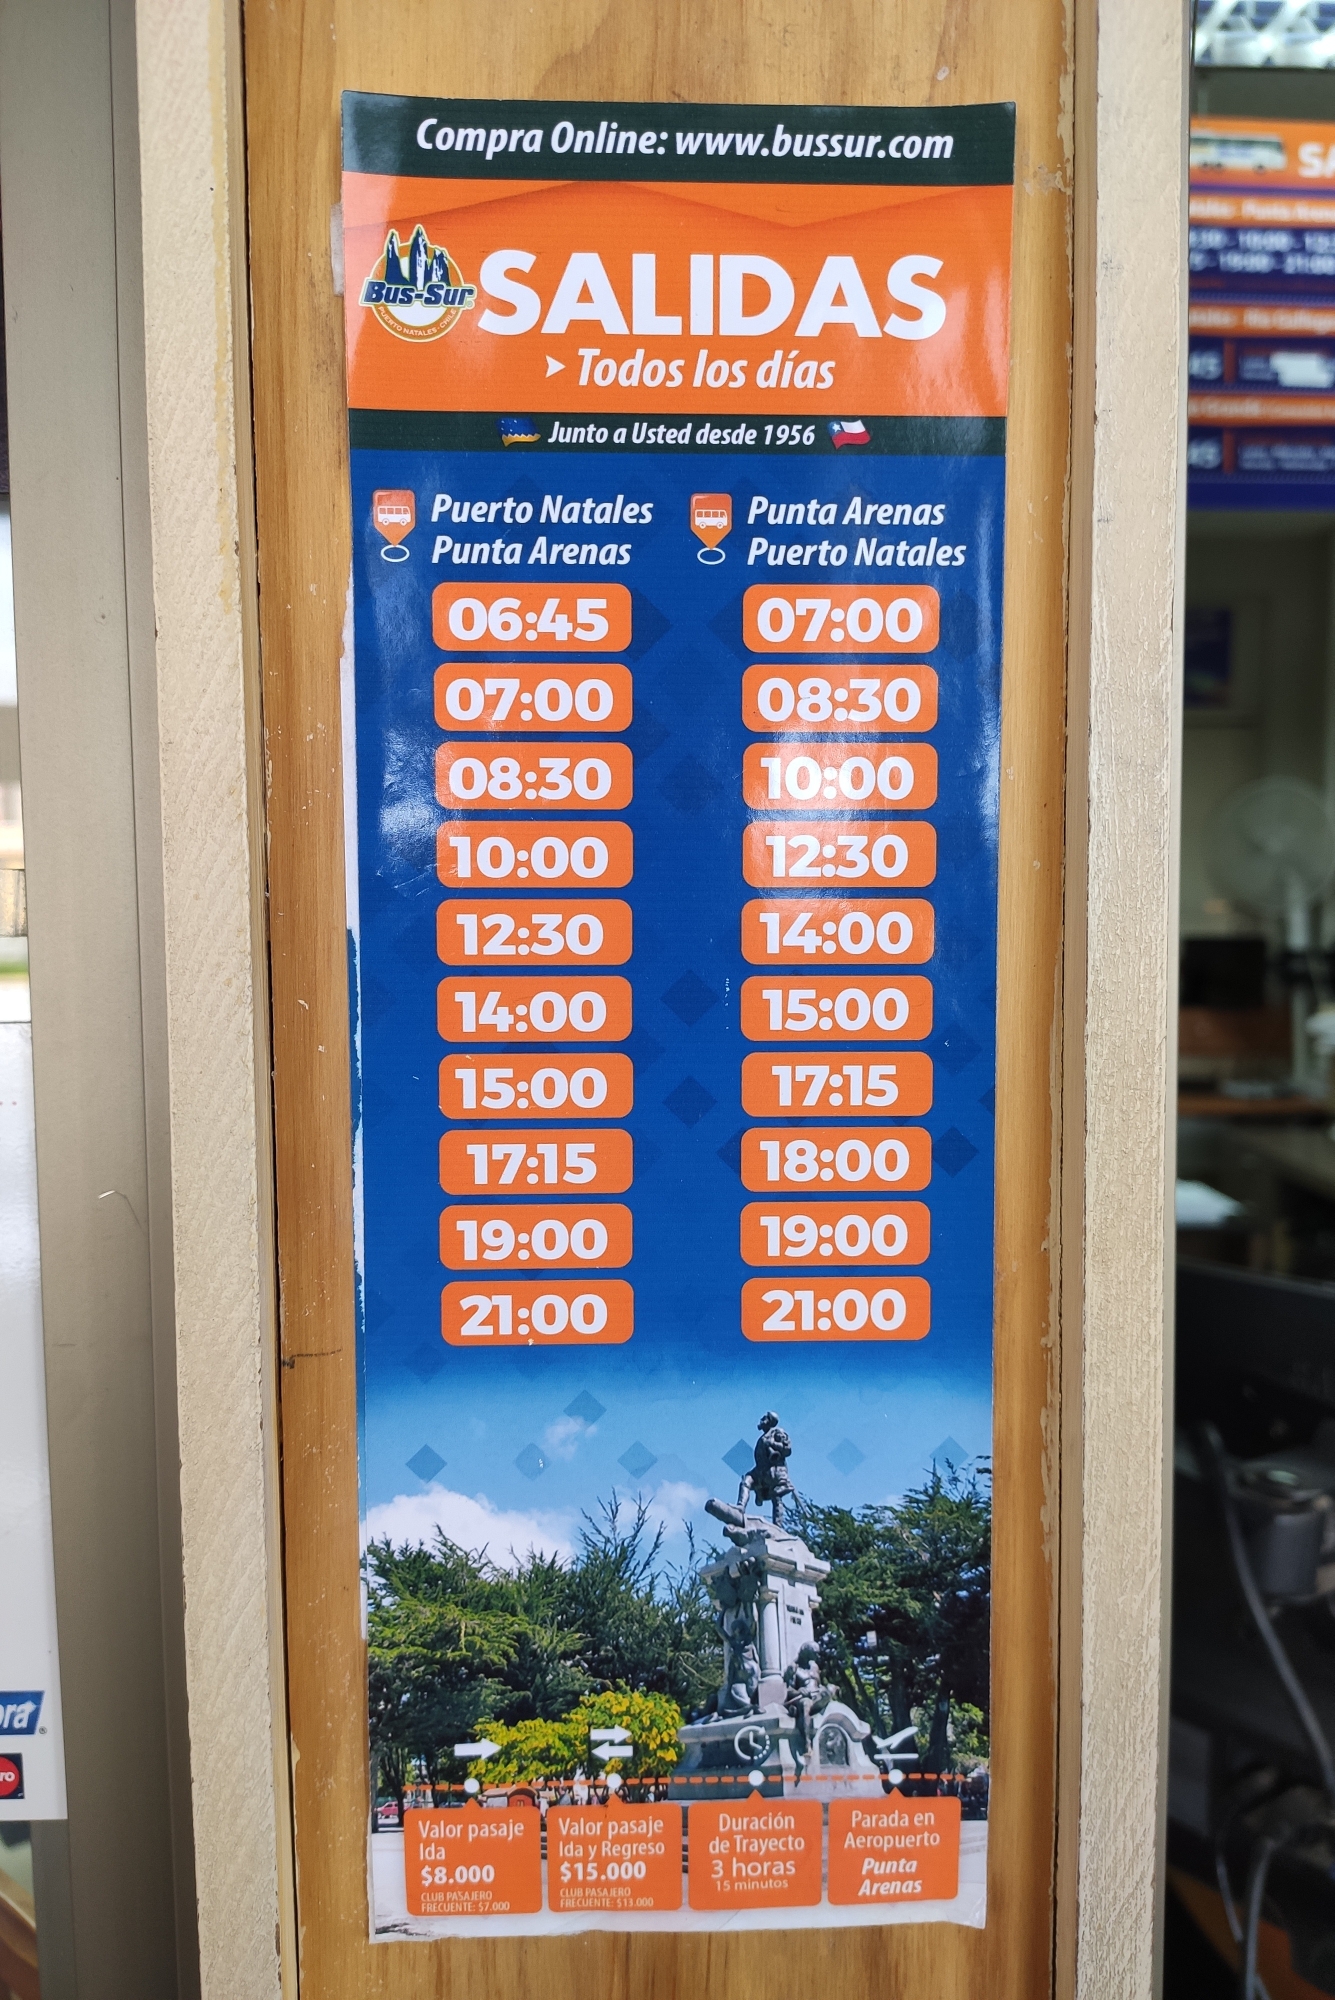 Compra Online: www.bussur.com
Bus-Sur
PUERTO NATALES - CHILE
SALIDAS
Todos los días
Junto a Usted desde 1956
Puerto Natales
Punta Arenas
06:45
07:00
08:30
10:00
12:30
14:00
15:00
17:15
19:00
21:00
Punta Arenas
Puerto Natales
07:00
08:30
10:00
12:30
14:00
15:00
17:15
18:00
19:00
21:00
Valor pasaje
Ida
$8.000
CLUB PASAJERO
FRECUENTE: $7.000
Valor pasaje
Ida y Regreso
$15.000
CLUB PASAJERO
FRECUENTE: $13.000
Duración
de Trayecto
3 horas
15 minutos
Parada en
Aeropuerto
Punta
Arenas